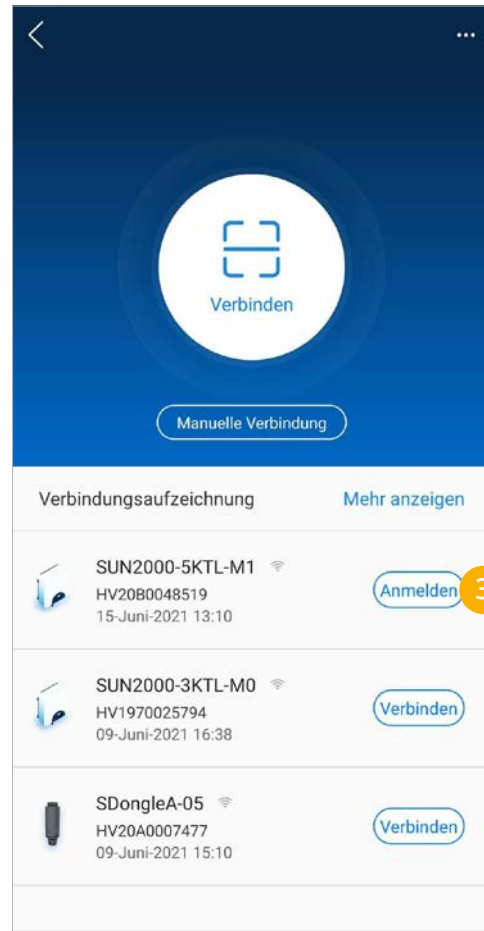 Verbinden
Manuelle Verbindung
Verbindungsaufzeichnung Mehr anzeigen
SUN2000-5KTL-M1
HV20B0048519
15-Juni-2021 13:10
Anmelden
3
SUN2000-3KTL-M0
HV1970025794
09-Juni-2021 16:38
Verbinden
SDongleA-05
HV20A0007477
09-Juni-2021 15:10
Verbinden